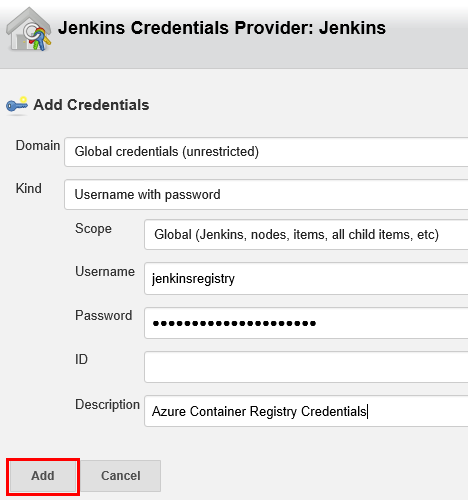 Jenkins Credentials Provider: Jenkins
Add Credentials
Domain Global credentials (unrestricted)
Kind Username with password
Scope Global (Jenkins, nodes, items, all child items, etc)
Username jenkinsregistry
Password •••••••••••••••••••••
ID
Description Azure Container Registry Credentials
Add Cancel